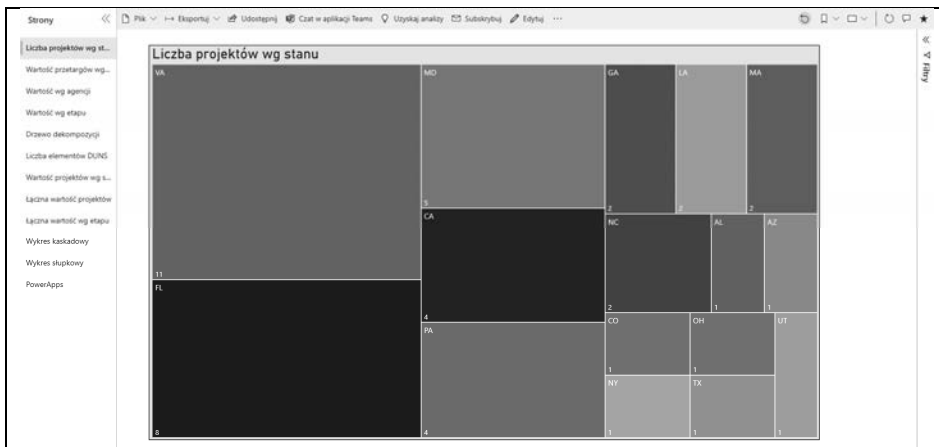 Strony
Plik
Eksportuj
Udostępnij
Czat w aplikacji Teams
Uzyskaj analizy
Subskrybuj
Edytuj
Liczba projektów wg st...
Wartość przetargów wg...
Wartość wg agencji
Wartość wg etapu
Drzewo dekompozycji
Liczba elementów DUNS
Wartość projektów wg s...
Łączna wartość projektów
Łączna wartość wg etapu
Wykres kaskadowy
Wykres słupkowy
PowerApps
Liczba projektów wg stanu
VA
11
FL
8
MD
5
CA
4
PA
4
GA
2
LA
2
MA
2
NC
2
AL
1
AZ
1
CO
1
OH
1
UT
1
NY
1
TX
1
Filtry